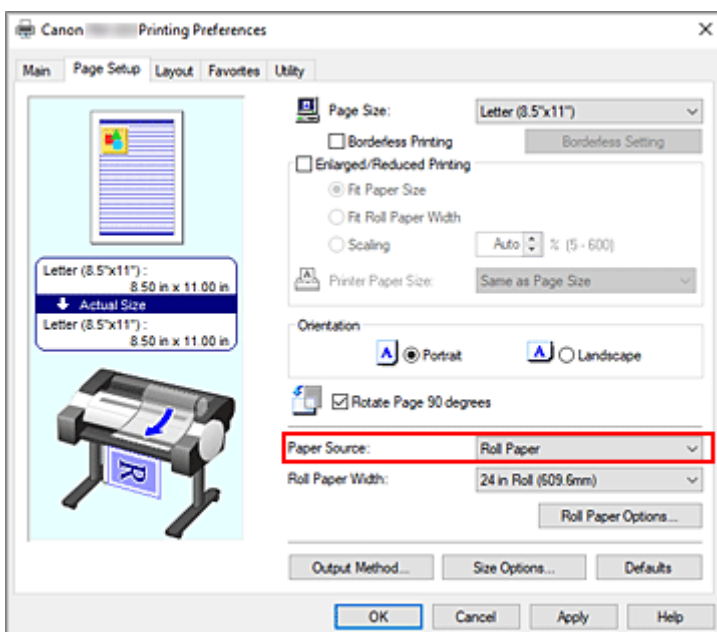 Canon Printing Preferences
Main Page Setup Layout Favorites Utility
Page Size: Letter (8.5"x11")
Borderless Printing Borderless Setting
Enlarged/Reduced Printing
Fit Paper Size
Fit Roll Paper Width
Scaling Auto % (5 - 600)
Printer Paper Size: Same as Page Size
Letter (8.5"x11") :
8.50 in x 11.00 in
Actual Size
Letter (8.5"x11") :
8.50 in x 11.00 in
Orientation
A Portrait A Landscape
Rotate Page 90 degrees
Paper Source: Roll Paper
Roll Paper Width: 24 in Roll (609.6mm)
R
Roll Paper Options...
Output Method... Size Options... Defaults
OK Cancel Apply Help